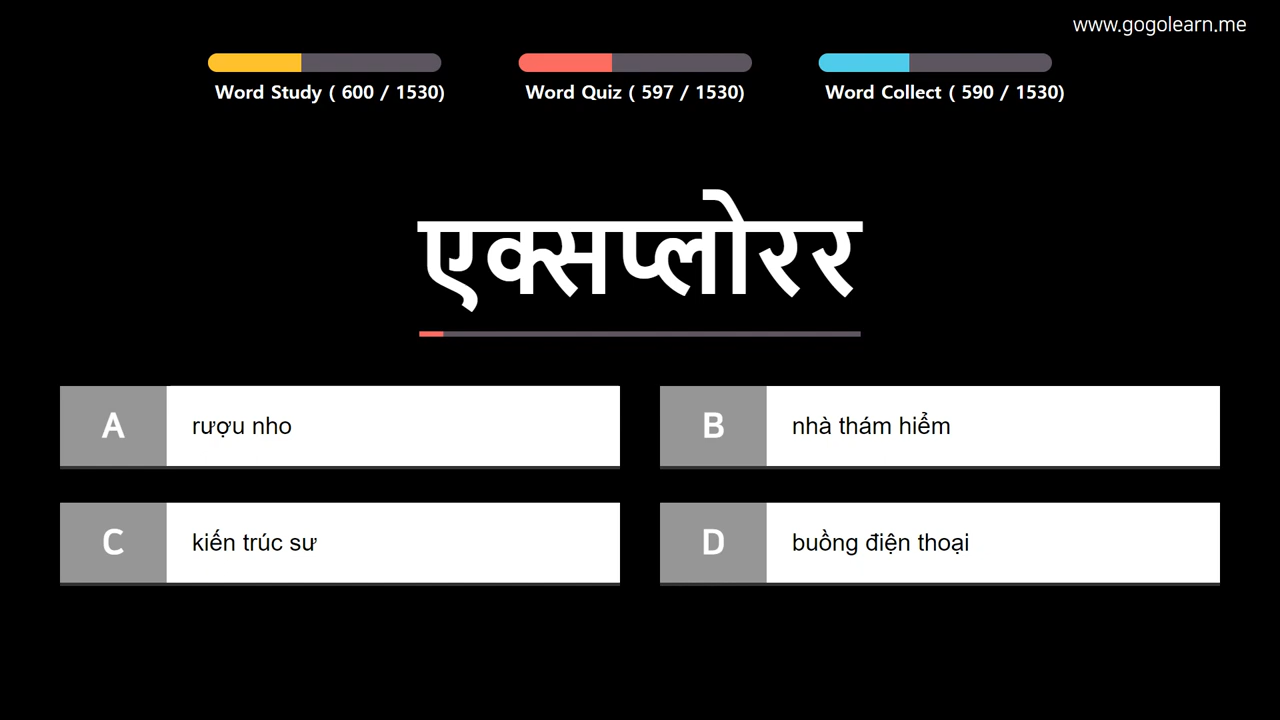 www.gogolearn.me
Word Study ( 600 / 1530)
Word Quiz ( 597 / 1530)
Word Collect ( 590 / 1530)
एक्सप्लोरर
A
rượu nho
B
nhà thám hiểm
C
kiến trúc sư
D
buồng điện thoại